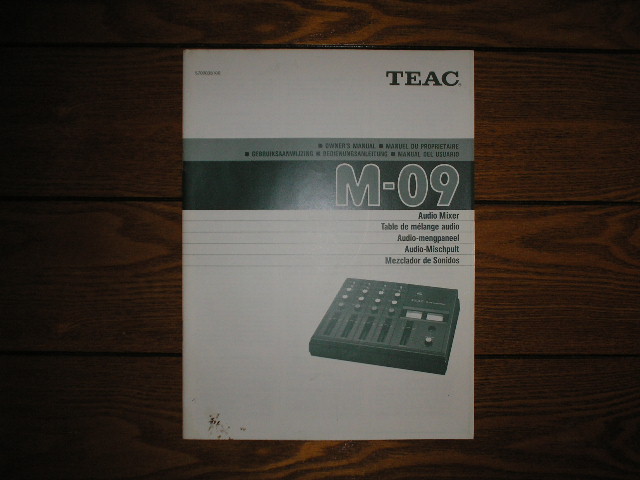 TEAC
■ OWNER'S MANUAL ■ MANUEL DU PROPRIETAIRE
■ GEBRUIKSAANWIJZING ■ BEDIENUNGSANLEITUNG ■ MANUAL DEL USUARIO
M-09
Audio Mixer
Table de mélange audio
Audio-mengpaneel
Audio-Mischpult
Mezclador de Sonidos